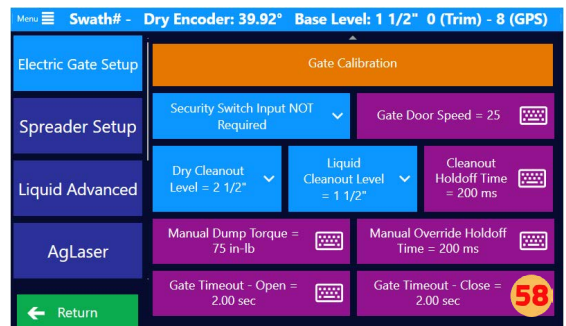 Menu Swath# - Dry Encoder: 39.92° Base Level: 1 1/2" 0 (Trim) - 8 (GPS)
Electric Gate Setup
Gate Calibration
Security Switch Input NOT
Required
Gate Door Speed = 25
Spreader Setup
Dry Cleanout
Level = 2 1/2"
Liquid
Cleanout Level
= 1 1/2"
Cleanout
Holdoff Time
= 200 ms
Liquid Advanced
Manual Dump Torque =
75 in-lb
Manual Override Holdoff
Time = 200 ms
AgLaser
Gate Timeout - Open =
2.00 sec
Gate Timeout - Close =
2.00 sec
58
Return